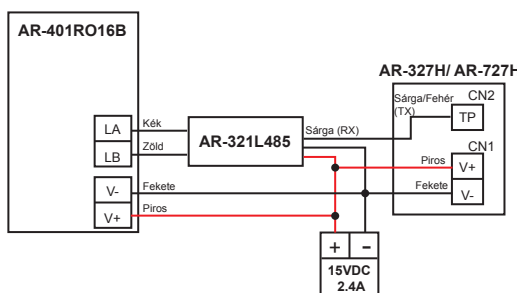 AR-401RO16B
AR-327H/ AR-727H
LA
Kék
LB
Zöld
AR-321L485
Sárga (RX)
Sárga/Fehér
(TX)
CN2
TP
CN1
Piros
V+
V-
Fekete
Fekete
V-
V+
Piros
+
-
15VDC
2.4A